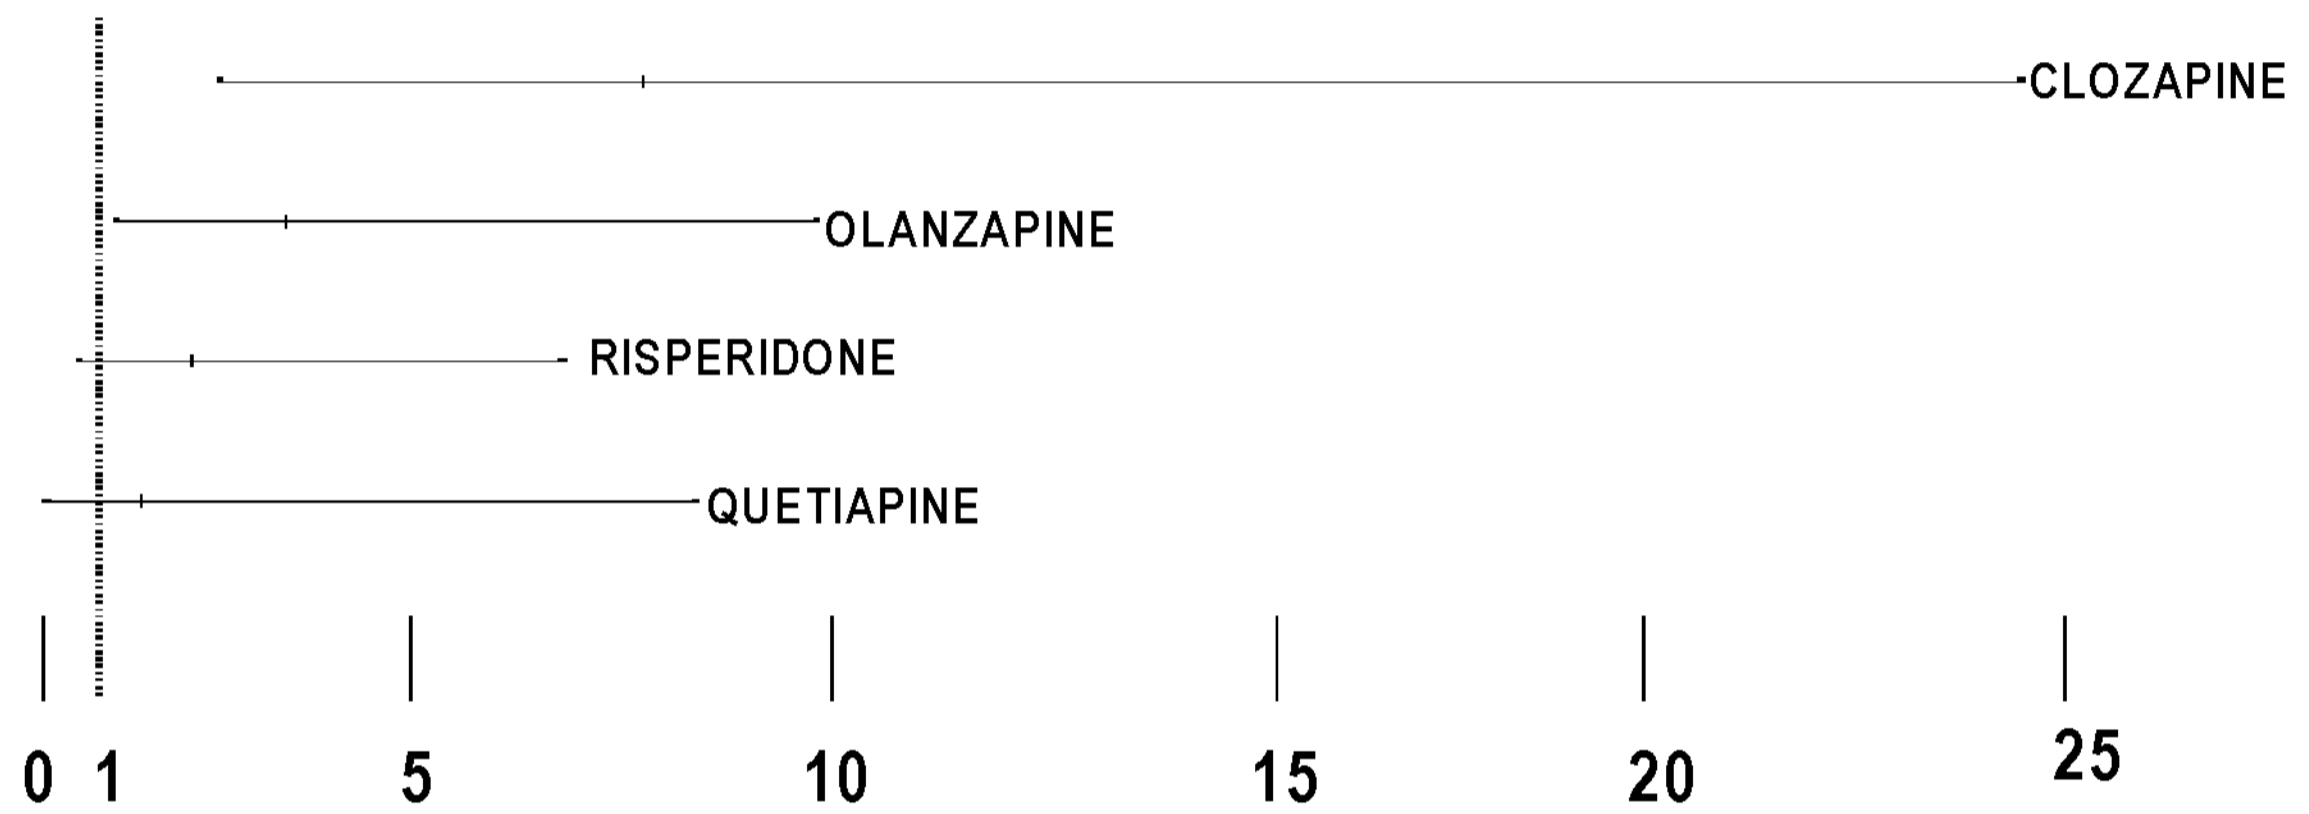 CLOZAPINE
OLANZAPINE
RISPERIDONE
QUETIAPINE
0 1 5 10 15 20 25